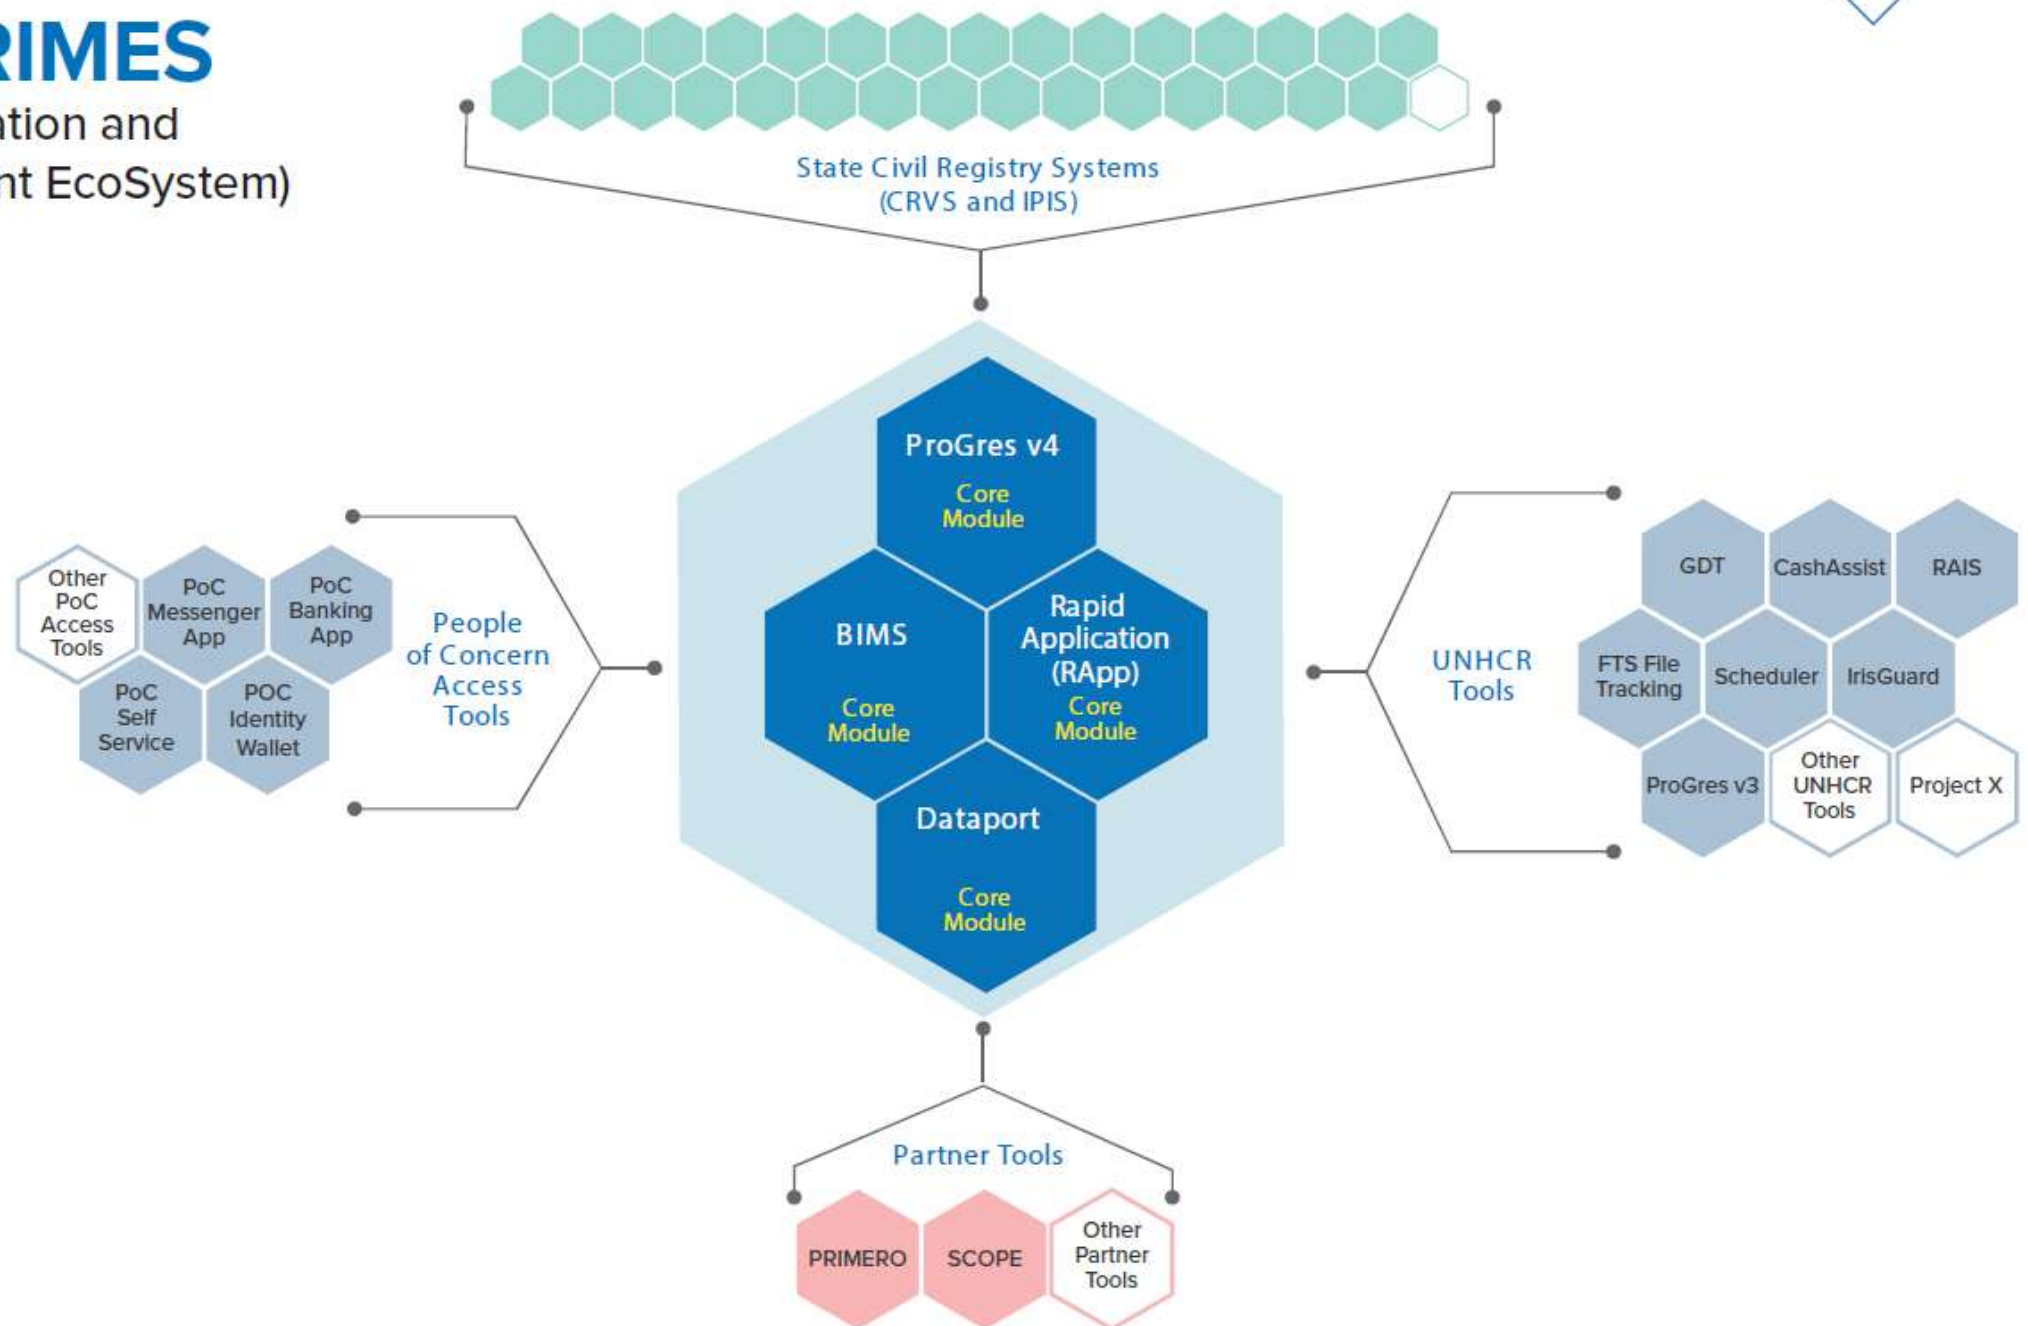 RIMES
ation and
nt EcoSystem)
State Civil Registry Systems
(CRVS and IPIS)
ProGres v4
Core
Module
BIMS
Core
Module
Rapid
Application
(RApp)
Core
Module
Dataport
Core
Module
Other
PoC
Access
Tools
PoC
Messenger
App
PoC
Banking
App
PoC
Self
Service
POC
Identity
Wallet
People
of Concern
Access
Tools
UNHCR
Tools
GDT
CashAssist
RAIS
FTS File
Tracking
Scheduler
IrisGuard
ProGres v3
Other
UNHCR
Tools
Project X
Partner Tools
PRIMERO
SCOPE
Other
Partner
Tools